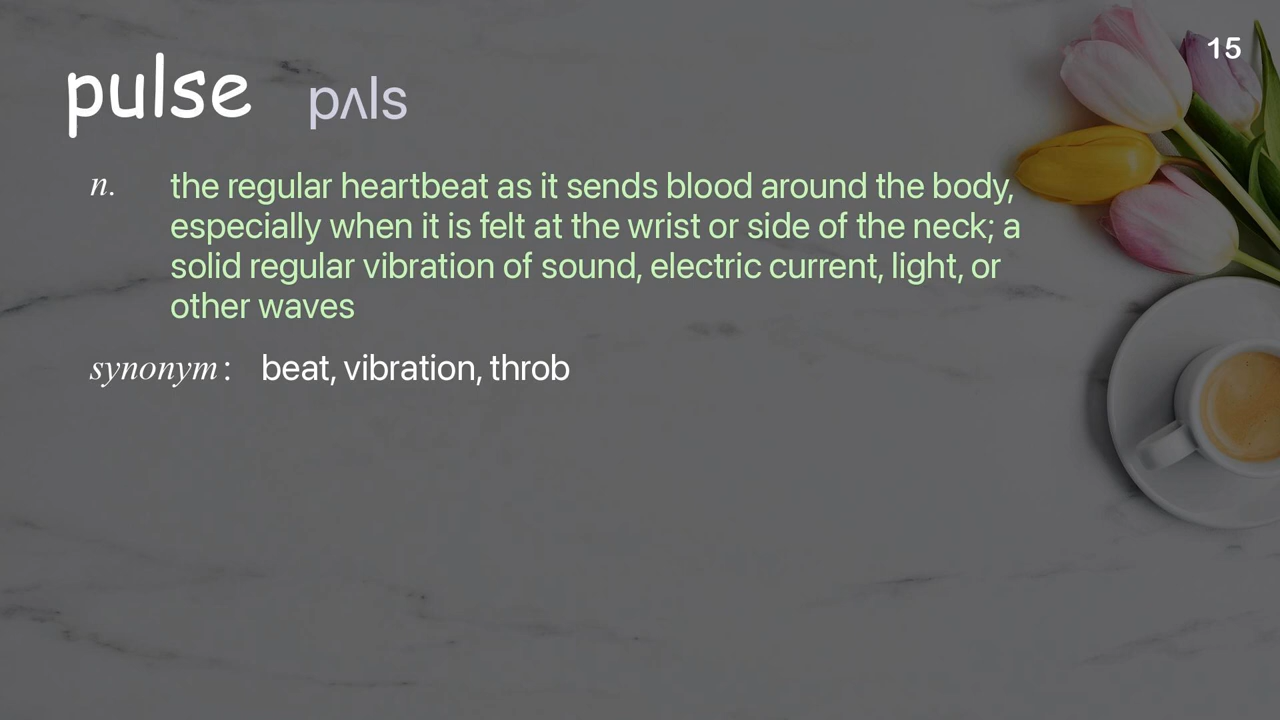 15
pulse pʌls
n. the regular heartbeat as it sends blood around the body,
especially when it is felt at the wrist or side of the neck; a
solid regular vibration of sound, electric current, light, or
other waves
synonym: beat, vibration, throb